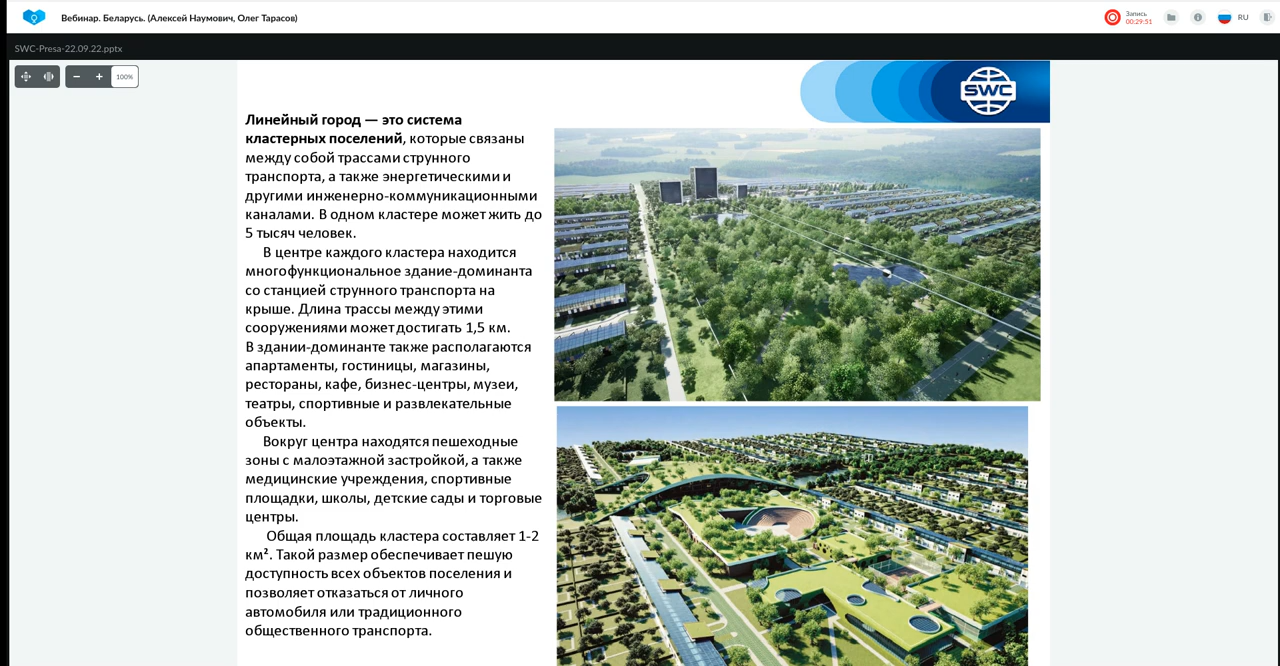 Вебинар. Беларусь. (Алексей Наумович, Олег Тарасов)
Запись
00:29:51
RU
SWC-Presa-22.09.22.pptx
100%
SWC
Линейный город — это система
кластерных поселений, которые связаны
между собой трассами струнного
транспорта, а также энергетическими и
другими инженерно-коммуникационными
каналами. В одном кластере может жить до
5 тысяч человек.
В центре каждого кластера находится
многофункциональное здание-доминанта
со станцией струнного транспорта на
крыше. Длина трассы между этими
сооружениями может достигать 1,5 км.
В здании-доминанте также располагаются
апартаменты, гостиницы, магазины,
рестораны, кафе, бизнес-центры, музеи,
театры, спортивные и развлекательные
объекты.
Вокруг центра находятся пешеходные
зоны с малоэтажной застройкой, а также
медицинские учреждения, спортивные
площадки, школы, детские сады и торговые
центры.
Общая площадь кластера составляет 1-2
км². Такой размер обеспечивает пешую
доступность всех объектов поселения и
позволяет отказаться от личного
автомобиля или традиционного
общественного транспорта.